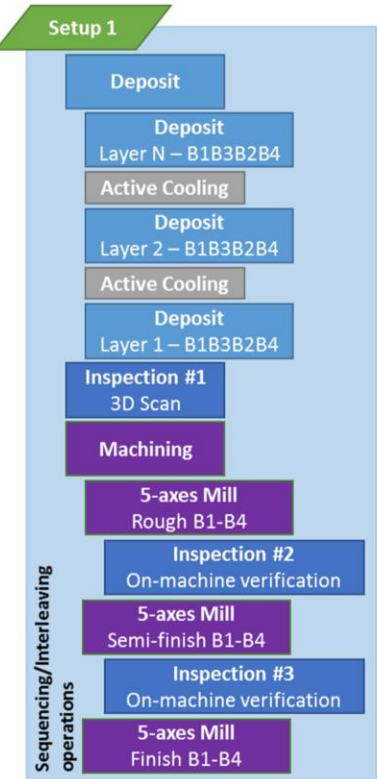 Setup 1
Deposit
Deposit
Layer N – B1B3B2B4
Active Cooling
Deposit
Layer 2 – B1B3B2B4
Active Cooling
Deposit
Layer 1 – B1B3B2B4
Inspection #1
3D Scan
Machining
5-axes Mill
Rough B1-B4
Inspection #2
On-machine verification
5-axes Mill
Semi-finish B1-B4
Inspection #3
On-machine verification
5-axes Mill
Finish B1-B4
Sequencing/Interleaving
operations